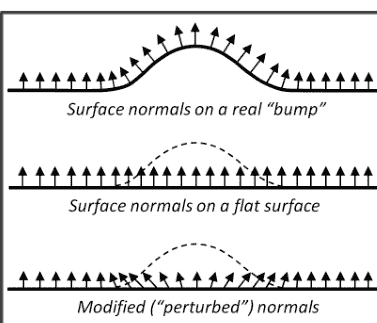 Surface normals on a real “bump”
Surface normals on a flat surface
Modified (“perturbed”) normals